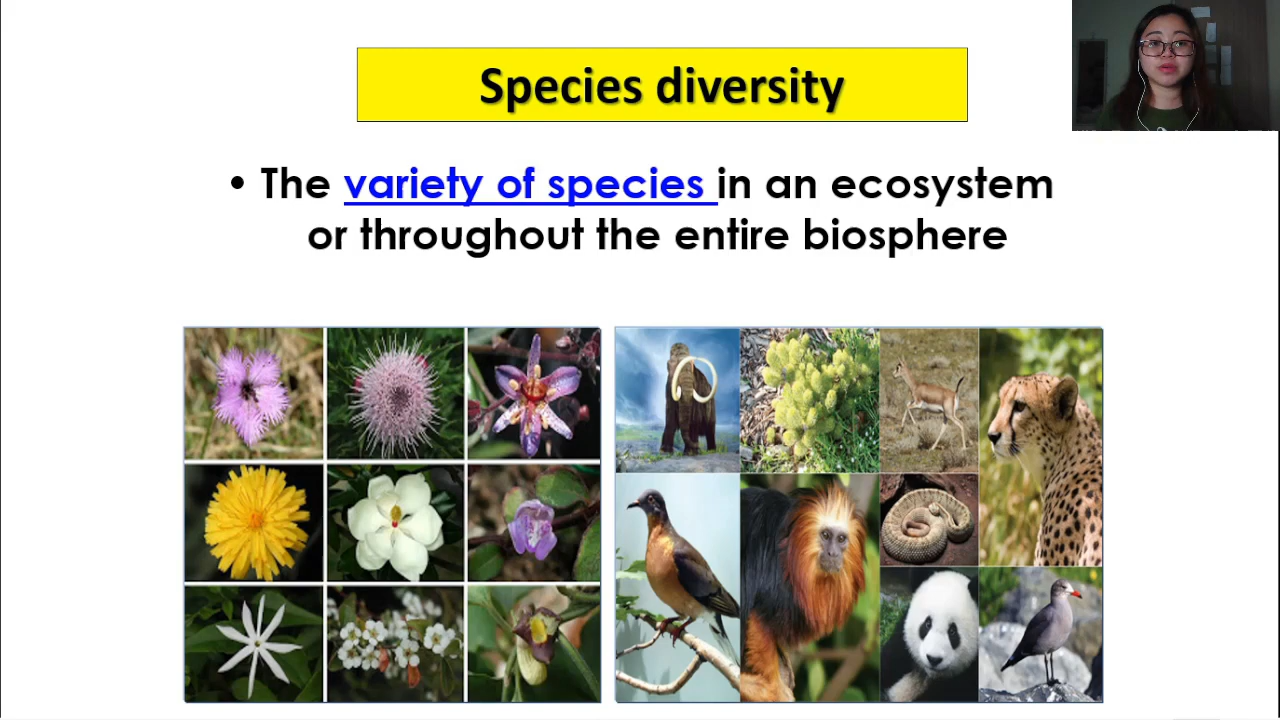 Species diversity
• The variety of species in an ecosystem
or throughout the entire biosphere